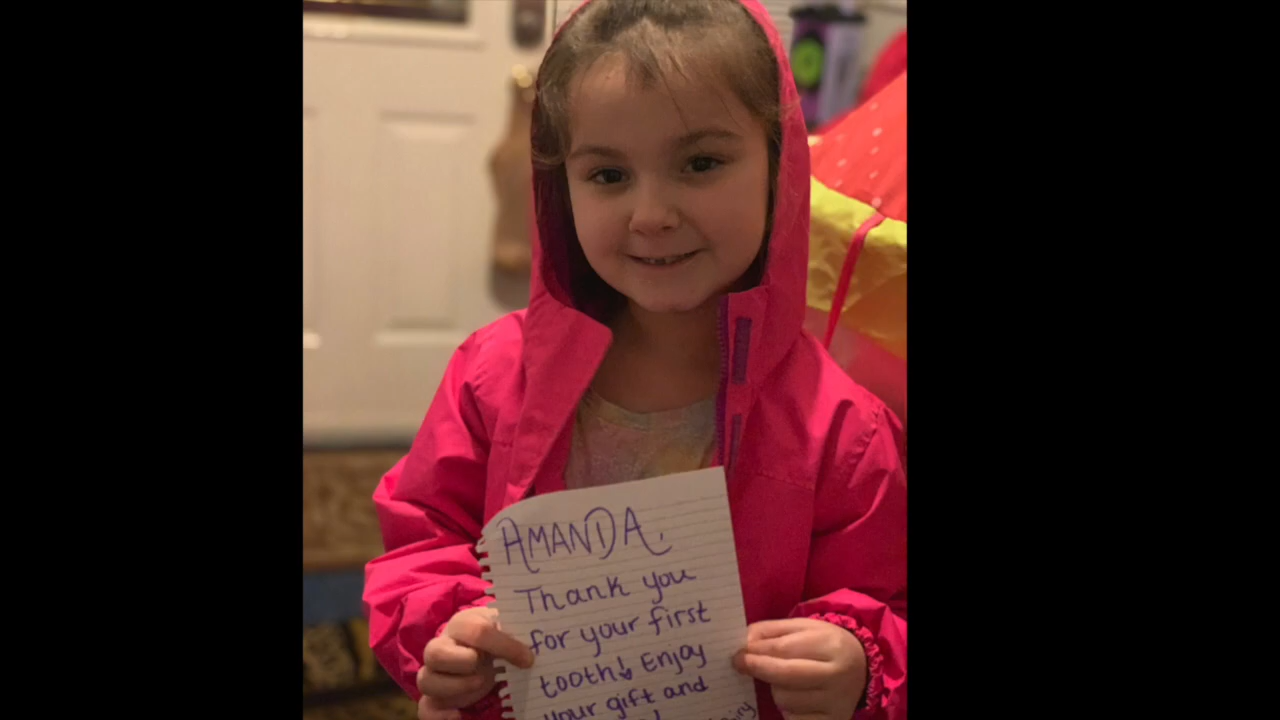 AMANDA,
Thank you
for your first
tooth! Enjoy
your gift and